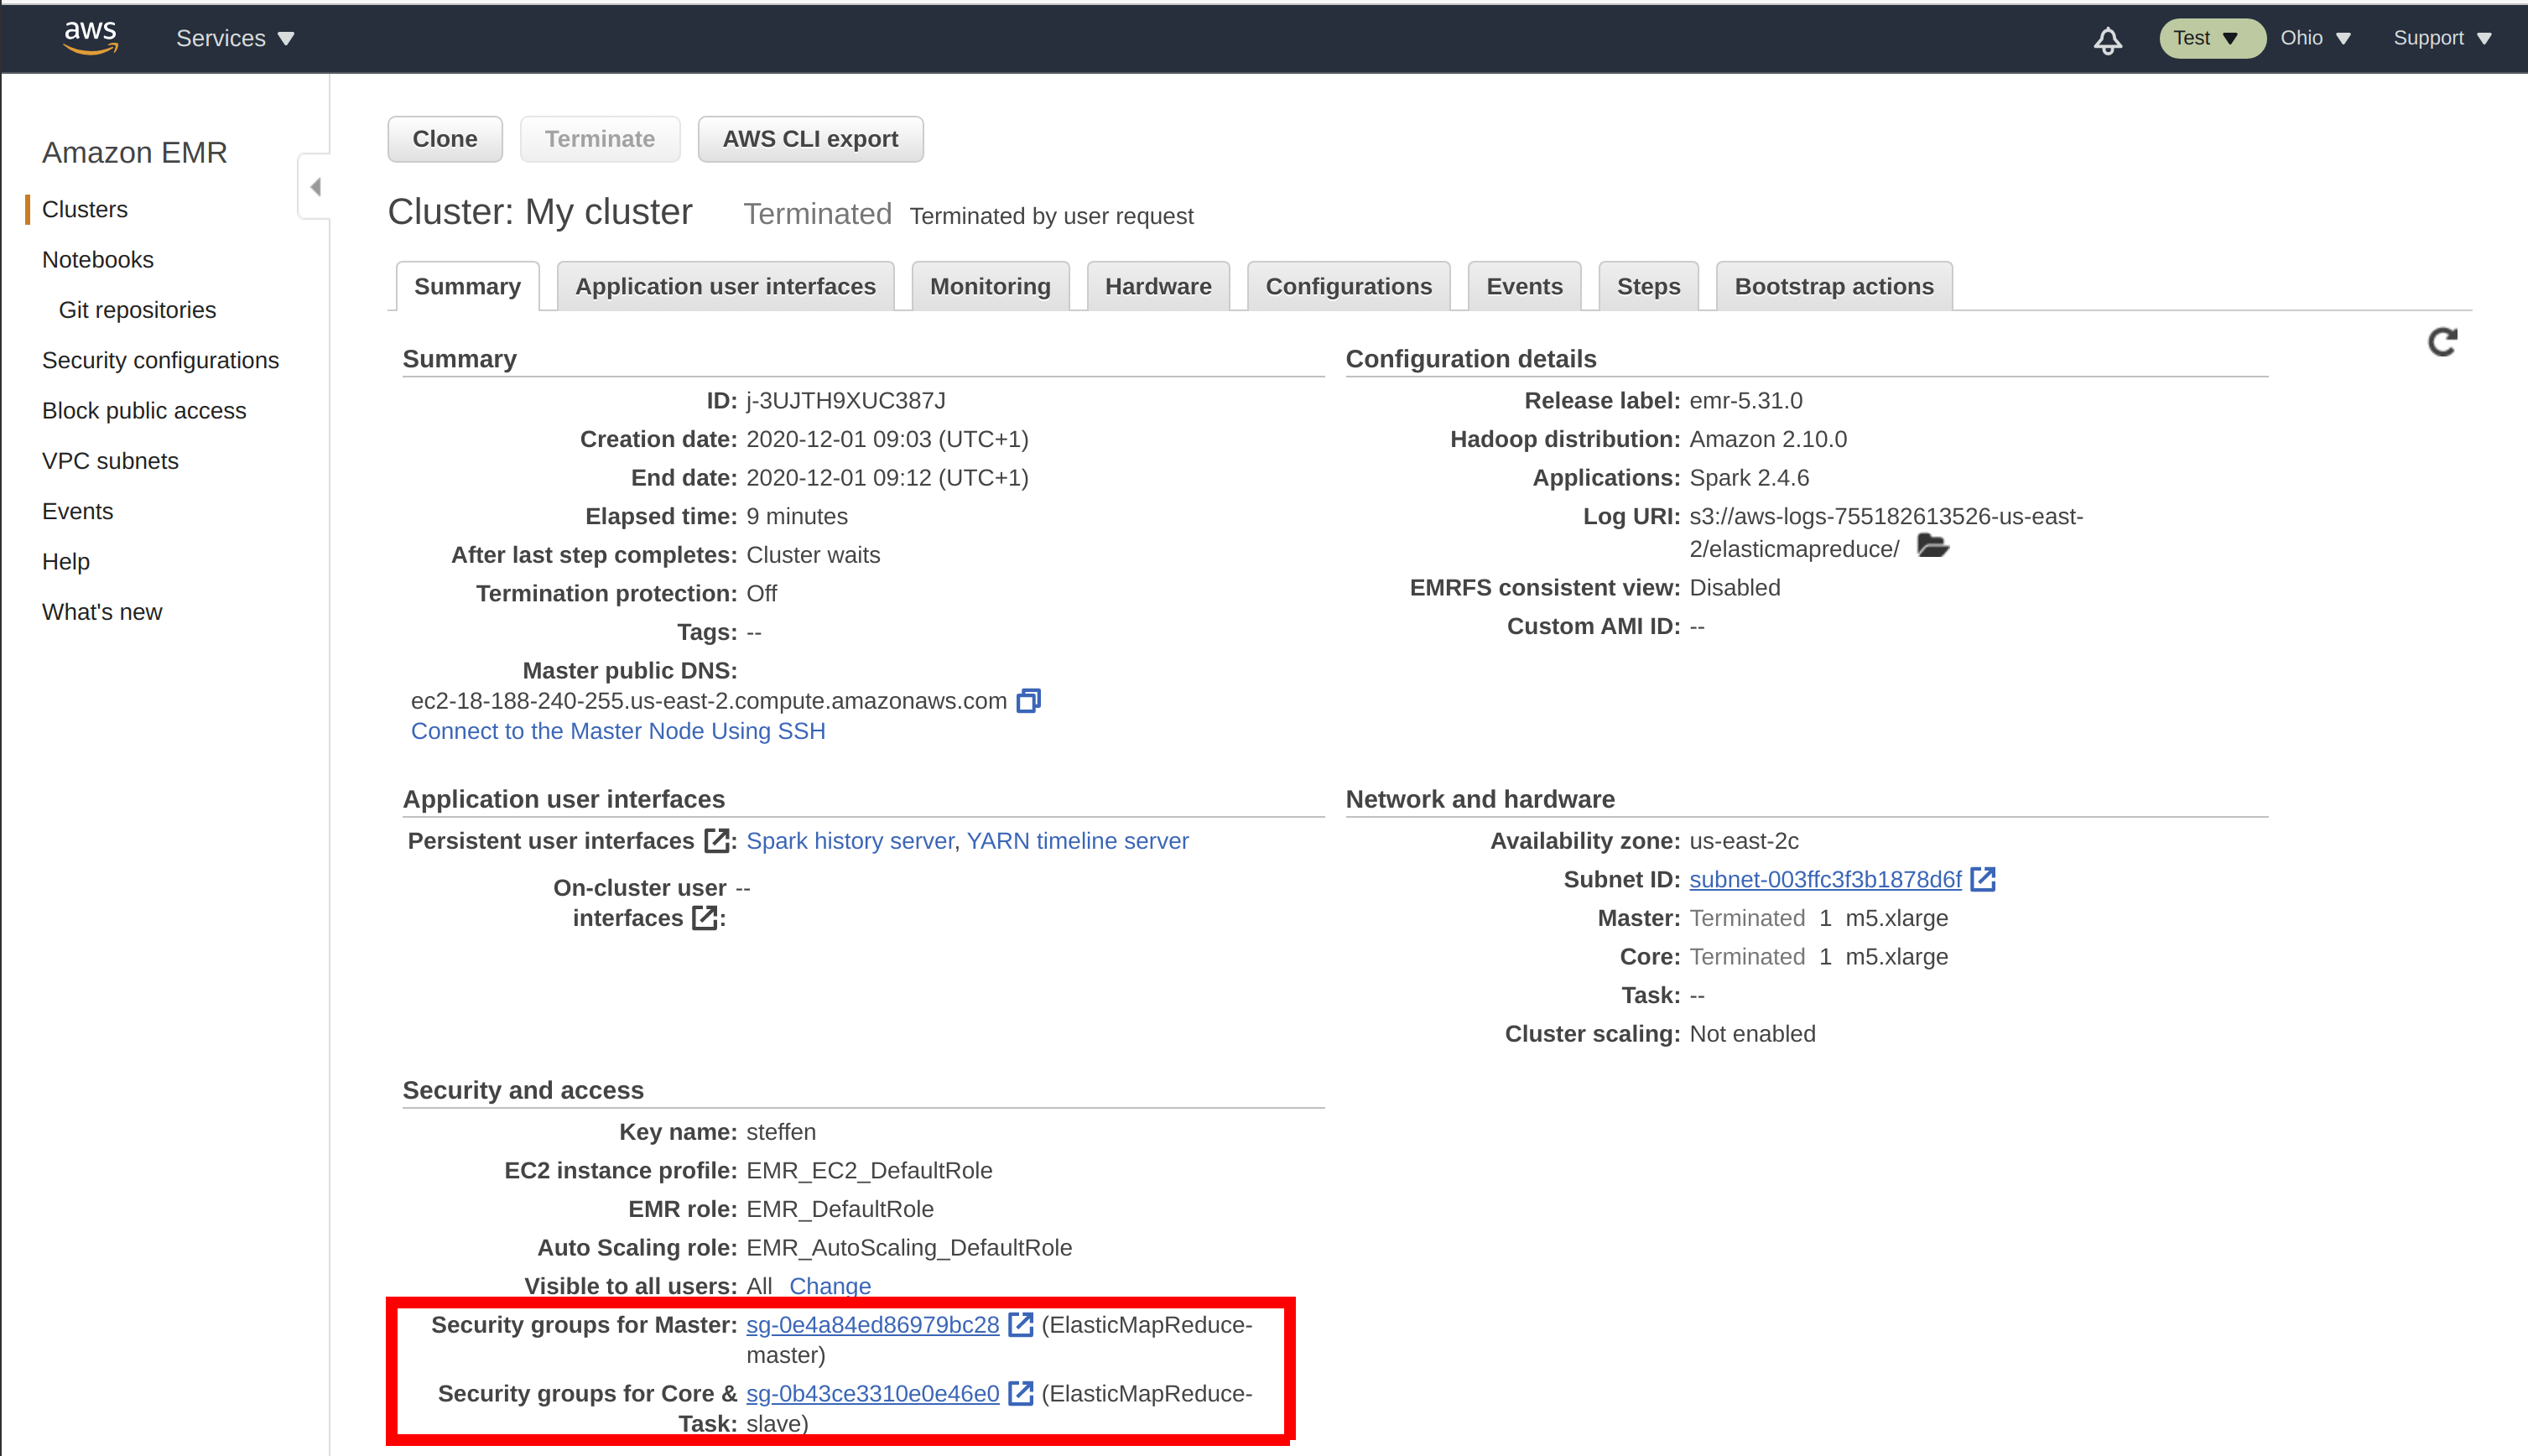 aws
Services
Test
Ohio
Support
Amazon EMR
Clusters
Notebooks
Git repositories
Security configurations
Block public access
VPC subnets
Events
Help
What's new
Clone
Terminate
AWS CLI export
Cluster: My cluster Terminated Terminated by user request
Summary
Application user interfaces
Monitoring
Hardware
Configurations
Events
Steps
Bootstrap actions
Summary
ID: j-3UJTH9XUC387J
Creation date: 2020-12-01 09:03 (UTC+1)
End date: 2020-12-01 09:12 (UTC+1)
Elapsed time: 9 minutes
After last step completes: Cluster waits
Termination protection: Off
Tags: --
Master public DNS:
ec2-18-188-240-255.us-east-2.compute.amazonaws.com
Connect to the Master Node Using SSH
Configuration details
Release label: emr-5.31.0
Hadoop distribution: Amazon 2.10.0
Applications: Spark 2.4.6
Log URI: s3://aws-logs-755182613526-us-east-
2/elasticmapreduce/
EMRFS consistent view: Disabled
Custom AMI ID: --
Application user interfaces
Persistent user interfaces : Spark history server, YARN timeline server
On-cluster user --
interfaces :
Network and hardware
Availability zone: us-east-2c
Subnet ID: subnet-003ffc3f3b1878d6f
Master: Terminated 1 m5.xlarge
Core: Terminated 1 m5.xlarge
Task: --
Cluster scaling: Not enabled
Security and access
Key name: steffen
EC2 instance profile: EMR_EC2_DefaultRole
EMR role: EMR_DefaultRole
Auto Scaling role: EMR_AutoScaling_DefaultRole
Visible to all users: All Change
Security groups for Master: sg-0e4a84ed86979bc28 (ElasticMapReduce-
master)
Security groups for Core & sg-0b43ce3310e0e46e0 (ElasticMapReduce-
Task: slave)